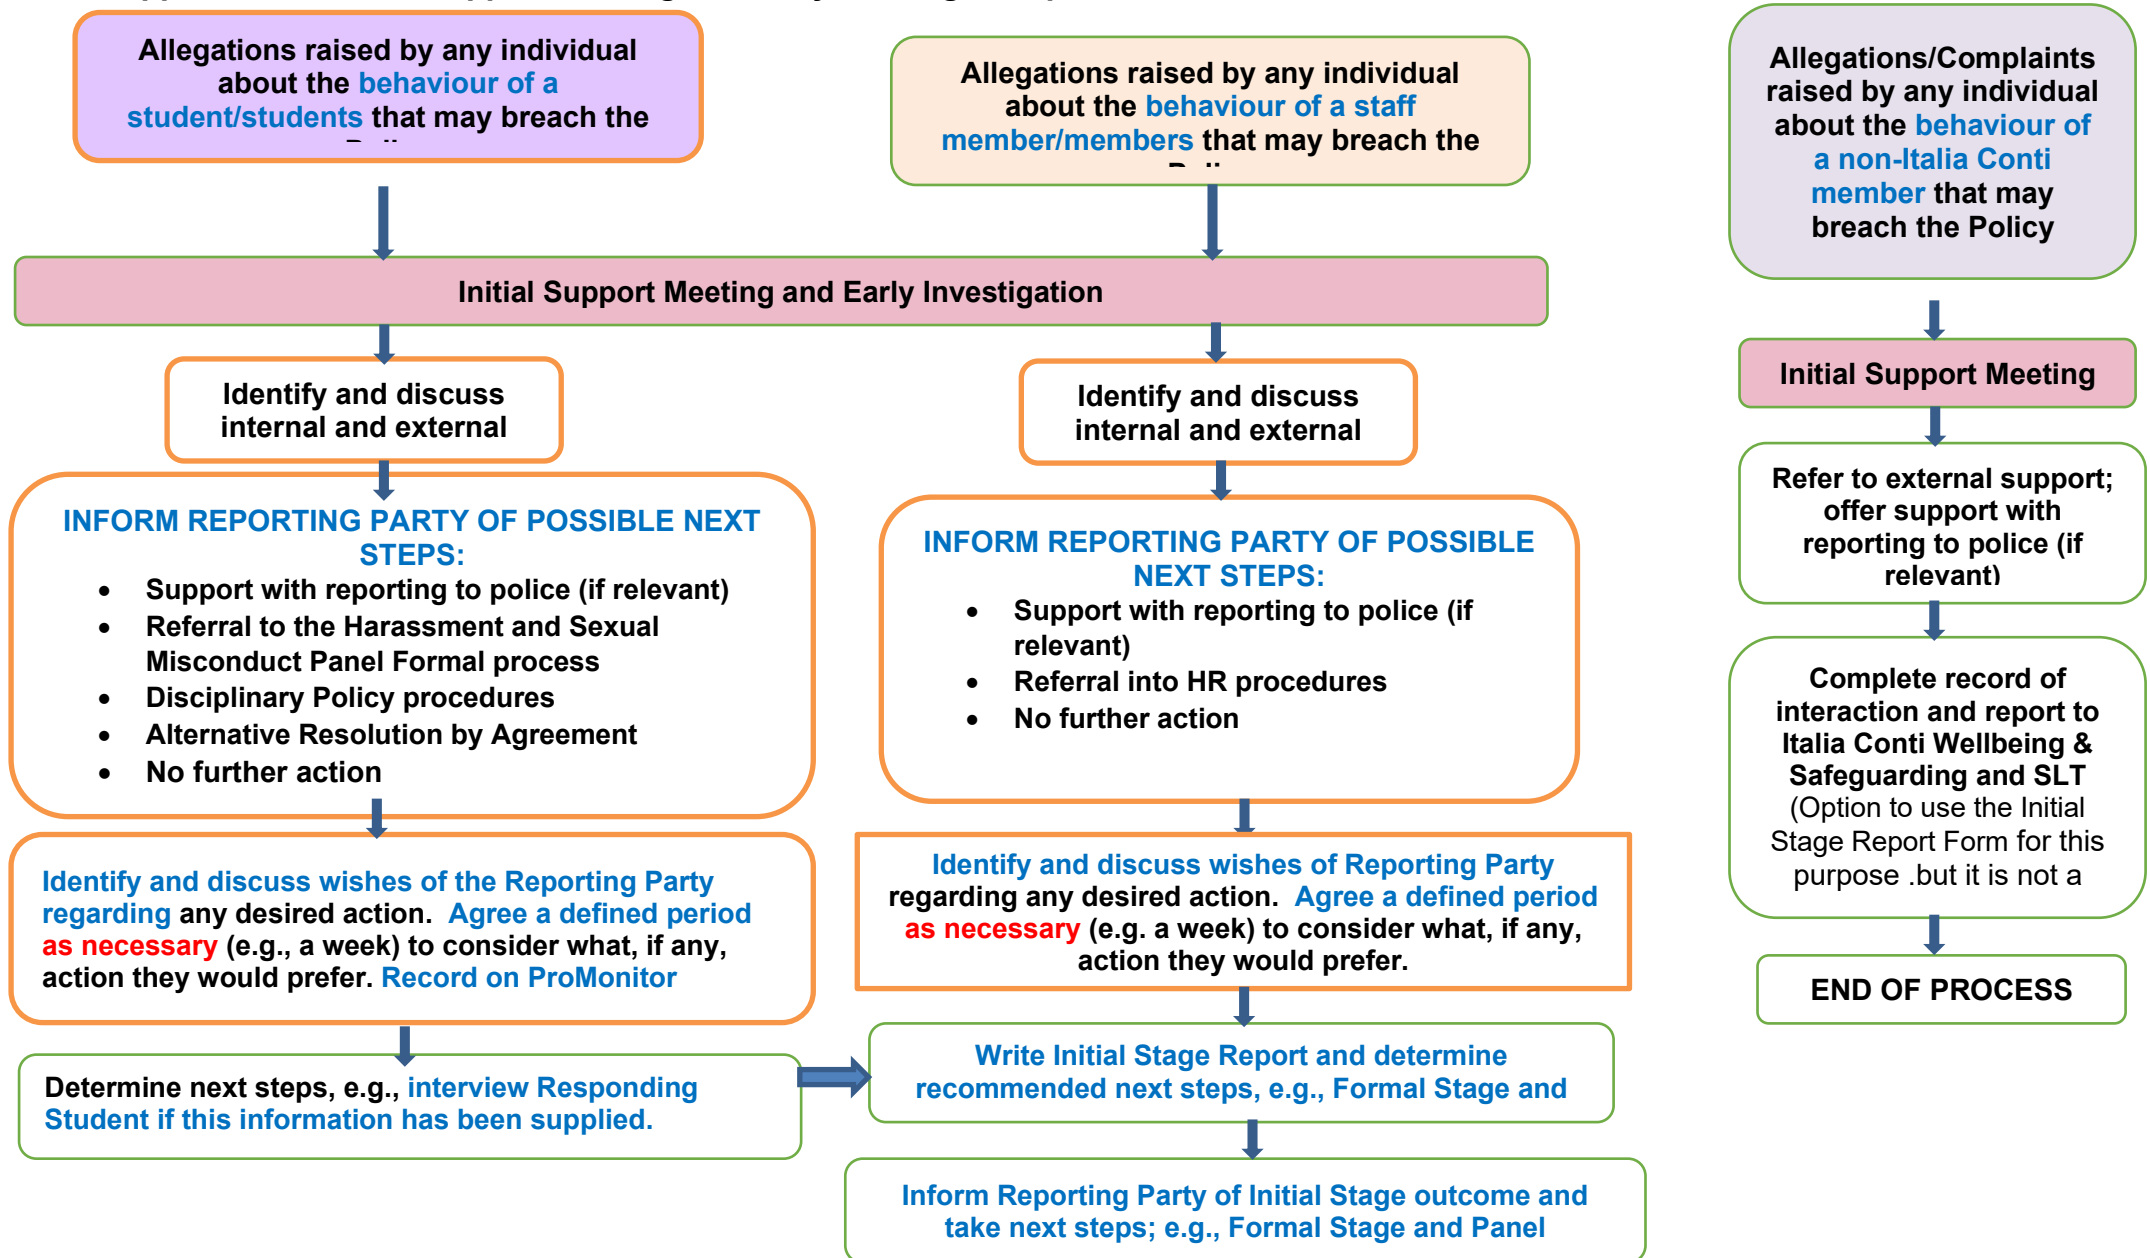 Allegations raised by any individual
about the behaviour of a
student/students that may breach the
Allegations raised by any individual
about the behaviour of a staff
member/members that may breach the
Allegations/Complaints
raised by any individual
about the behaviour of
a non-Italia Conti
member that may
breach the Policy
Initial Support Meeting and Early Investigation
Identify and discuss
internal and external
Identify and discuss
internal and external
Initial Support Meeting
INFORM REPORTING PARTY OF POSSIBLE NEXT
STEPS:
• Support with reporting to police (if relevant)
• Referral to the Harassment and Sexual
Misconduct Panel Formal process
• Disciplinary Policy procedures
• Alternative Resolution by Agreement
• No further action
INFORM REPORTING PARTY OF POSSIBLE
NEXT STEPS:
• Support with reporting to police (if
relevant)
• Referral into HR procedures
• No further action
Refer to external support;
offer support with
reporting to police (if
relevant)
Complete record of
interaction and report to
Italia Conti Wellbeing &
Safeguarding and SLT
(Option to use the Initial
Stage Report Form for this
purpose .but it is not a
Identify and discuss wishes of the Reporting Party
regarding any desired action.  Agree a defined period
as necessary (e.g., a week) to consider what, if any,
action they would prefer. Record on ProMonitor
Identify and discuss wishes of Reporting Party
regarding any desired action.  Agree a defined period
as necessary (e.g. a week) to consider what, if any,
action they would prefer.
END OF PROCESS
Determine next steps, e.g., interview Responding
Student if this information has been supplied.
Write Initial Stage Report and determine
recommended next steps, e.g., Formal Stage and
Inform Reporting Party of Initial Stage outcome and
take next steps; e.g., Formal Stage and Panel